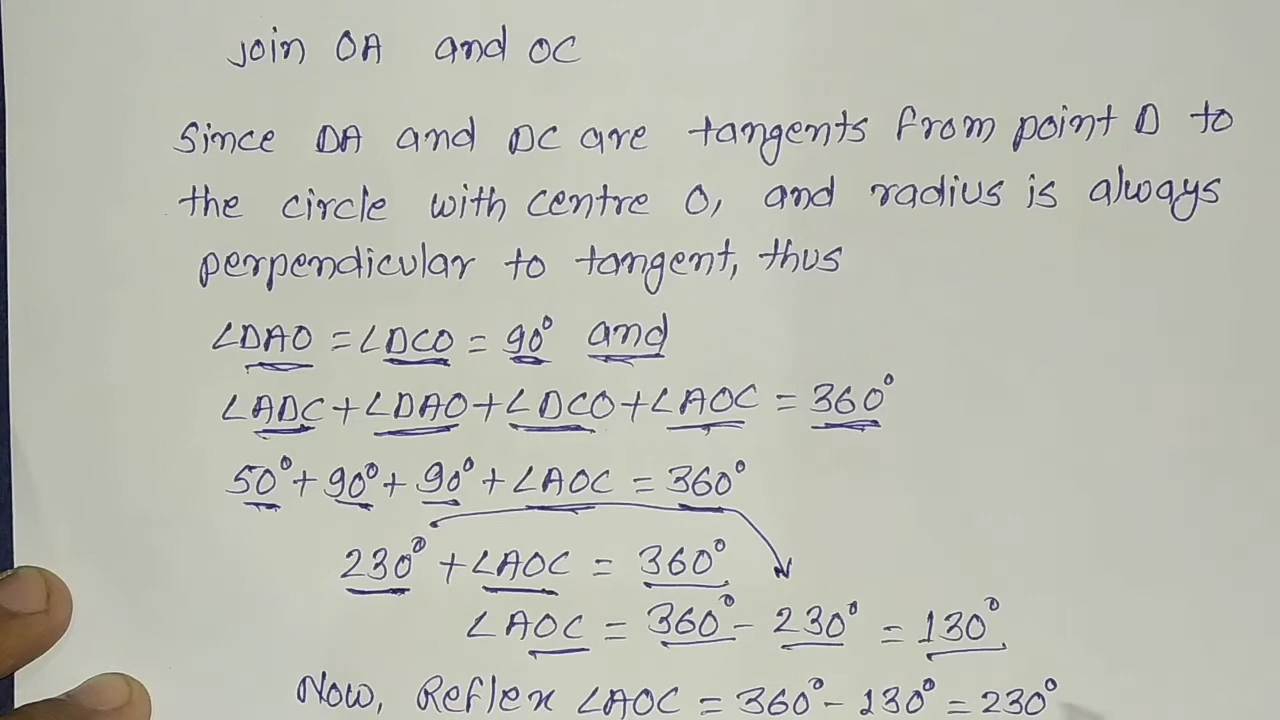 Join OA and OC
Since DA and DC are tangents from point D to
the circle with centre O, and radius is always
perpendicular to tangent, thus
∠DAO = ∠DCO = 90° and
∠ADC + ∠DAO + ∠DCO + ∠AOC = 360°
50° + 90° + 90° + ∠AOC = 360°
230° + ∠AOC = 360°
∠AOC = 360° - 230° = 130°
Now, Reflex ∠AOC = 360° - 130° = 230°